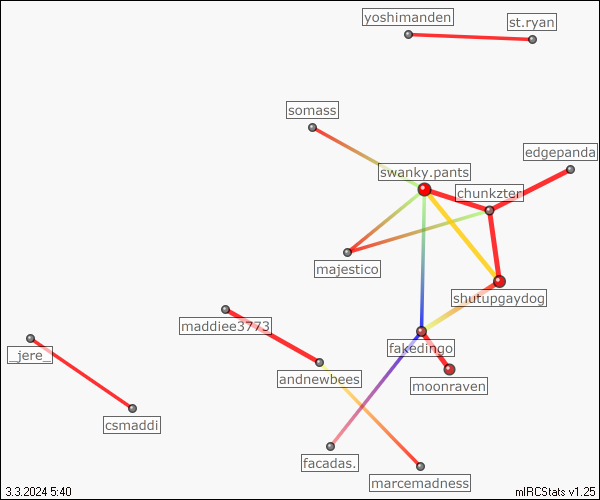 yoshimanden
st.ryan
somass
edgepanda
swanky.pants
chunkzter
majestico
shutupgaydog
maddiee3773
_jere_
fakedingo
andnewbees
moonraven
csmaddi
facadas.
marcemadness
3.3.2024 5:40
mIRCStats v1.25